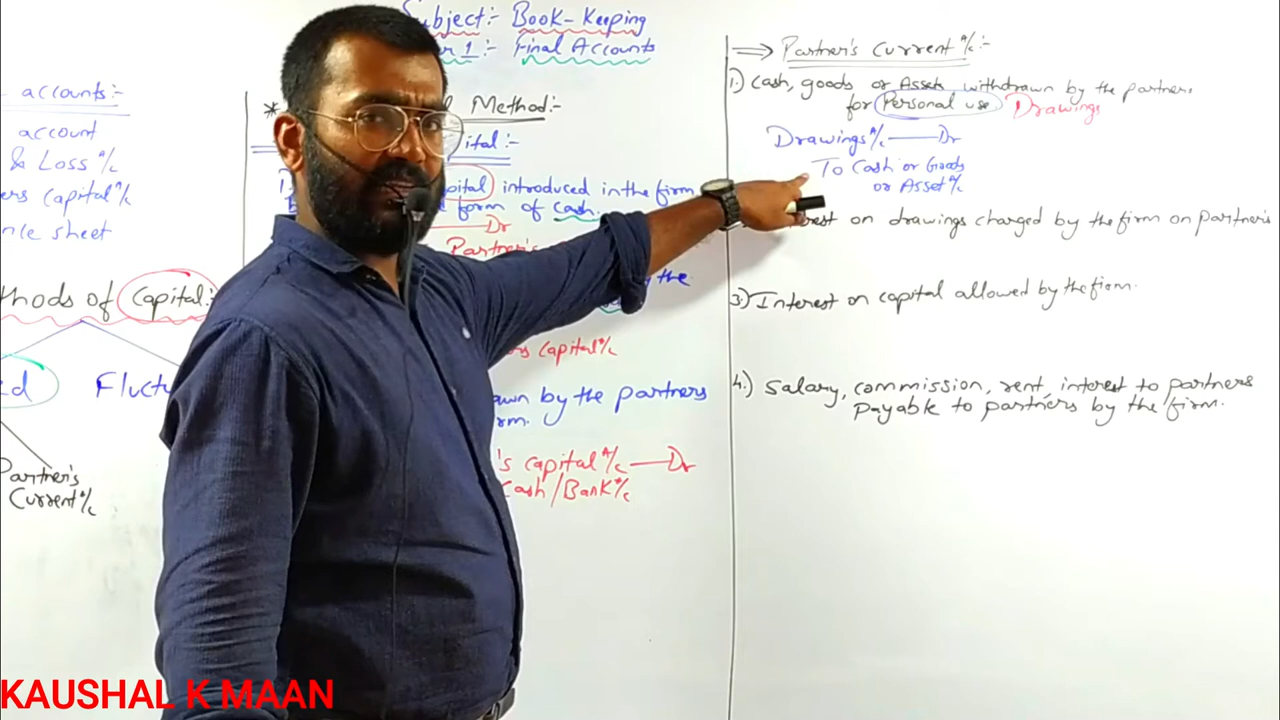 Subject:- Book-Keeping
1:- Final Accounts
accounts:-
account
& Loss A/c
Capital A/c
sheet
of Capital:-
Partner's
Current A/c
* Method:-
introduced in the firm
form of Cash.
Dr
Partner's
by the
Capital A/c
by the partners
's Capital A/c — Dr
Cash/Bank A/c
⇒ Partner's Current A/c:-
1.) Cash, goods or Assets withdrawn by the partners
for Personal use Drawings
Drawings A/c — Dr
To Cash or Goods
or Asset A/c
on drawings charged by the firm on partner's
3.) Interest on capital allowed by the firm.
4.) Salary, commission, rent, interest to partners
payable to partners by the firm.
KAUSHAL K MAAN